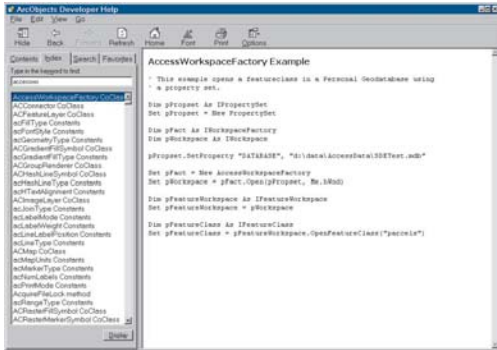 ArcObjects Developer Help
File Edit View Go
Hide Back Forward Refresh Home Font Print Options
Contents Index Search Favorites
Type in the keyword to find:
AccessWorkspaceFactory CoClass
ACConnector CoClass
ACFeatureLayer CoClass
acFillType Constants
acFontStyle Constants
acGeometryType Constants
ACGradientFillSymbol CoClass
acGradientFillType Constants
ACGroupRenderer CoClass
ACHashLineSymbol CoClass
acHashLineType Constants
acHTextAlignment Constants
ACImageLayer CoClass
acJoinType Constants
acLabelMode Constants
acLabelWeight Constants
acLineLabelPosition Constants
acLineType Constants
ACMap CoClass
acMapUnits Constants
acMarkerType Constants
acNumLabels Constants
acPrintMode Constants
AcquireFileLock method
acRangeType Constants
ACRasterFillSymbol CoClass
ACRasterMarkerSymbol CoClass
Display
AccessWorkspaceFactory Example
' This example opens a featureclass in a Personal Geodatabase using
' a property set.
Dim pPropset As IPropertySet
Set pPropset = New PropertySet
Dim pFact As IWorkspaceFactory
Dim pWorkspace As IWorkspace
pPropset.SetProperty "DATABASE", "d:\data\AccessData\SDETest.mdb"
Set pFact = New AccessWorkspaceFactory
Set pWorkspace = pFact.Open(pPropset, Me.hWnd)
Dim pFeatureWorkspace As IFeatureWorkspace
Set pFeatureWorkspace = pWorkspace
Dim pFeatureClass As IFeatureClass
Set pFeatureClass = pFeatureWorkspace.OpenFeatureClass("parcels")